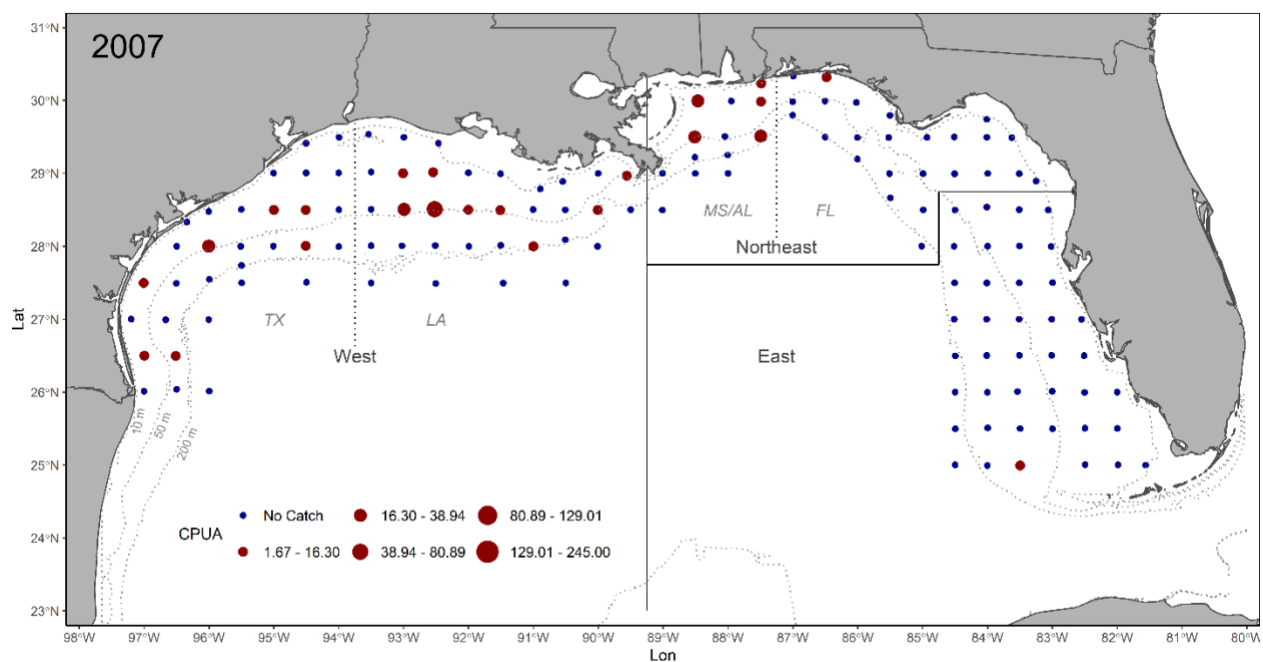 2007
31°N
30°N
29°N
28°N
27°N
26°N
25°N
24°N
23°N
Lat
MS/AL
FL
Northeast
TX
LA
West
East
10 m
50 m
200 m
CPUA
No Catch
16.30 - 38.94
80.89 - 129.01
1.67 - 16.30
38.94 - 80.89
129.01 - 245.00
98°W 97°W 96°W 95°W 94°W 93°W 92°W 91°W 90°W 89°W 88°W 87°W 86°W 85°W 84°W 83°W 82°W 81°W 80°W
Lon